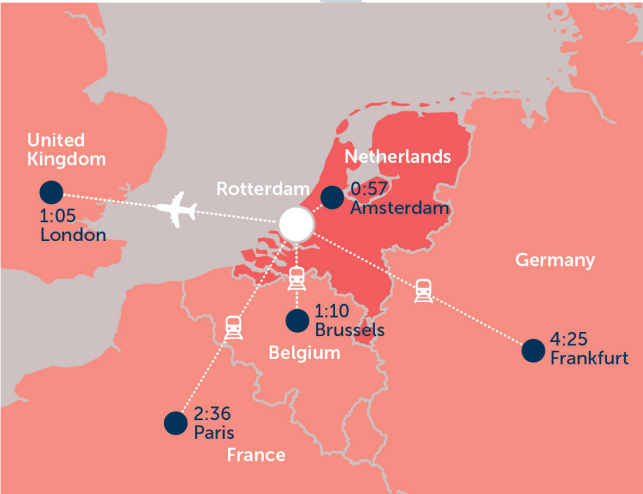 United
Kingdom
1:05
London
Rotterdam
Netherlands
0:57
Amsterdam
Germany
1:10
Brussels
Belgium
4:25
Frankfurt
2:36
Paris
France